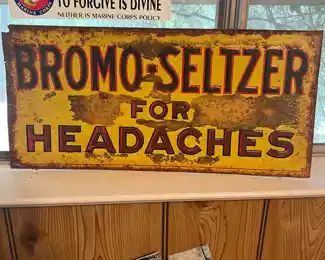 TO FORGIVE IS DIVINE
NEITHER IS MARINE CORPS POLICY
BROMO-SELTZER
FOR
HEADACHES